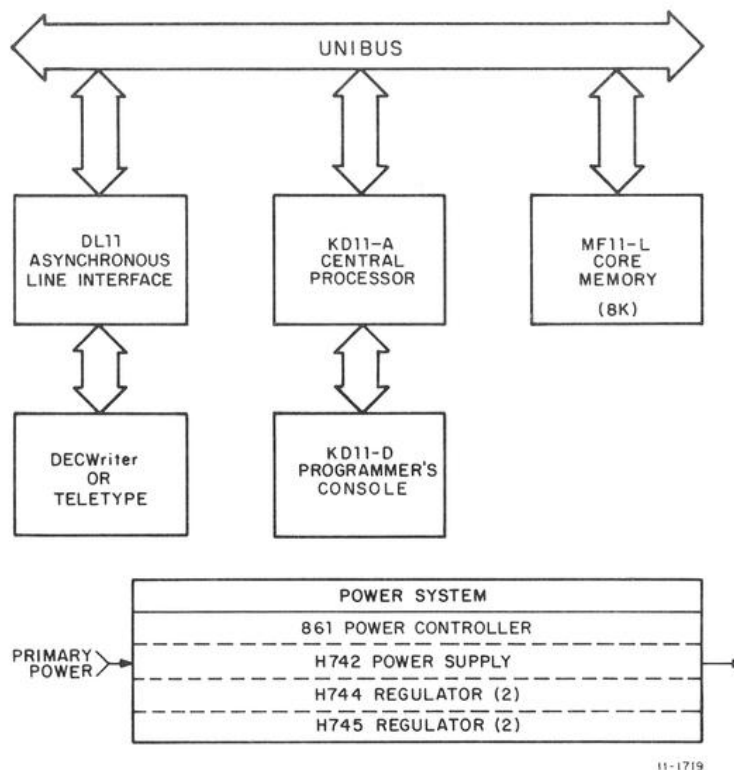 UNIBUS
DL11
ASYNCHRONOUS
LINE INTERFACE
KD11-A
CENTRAL
PROCESSOR
MF11-L
CORE
MEMORY
(8K)
DECWriter
OR
TELETYPE
KD11-D
PROGRAMMER'S
CONSOLE
POWER SYSTEM
861 POWER CONTROLLER
PRIMARY
POWER
H742 POWER SUPPLY
H744 REGULATOR (2)
H745 REGULATOR (2)
11-1719